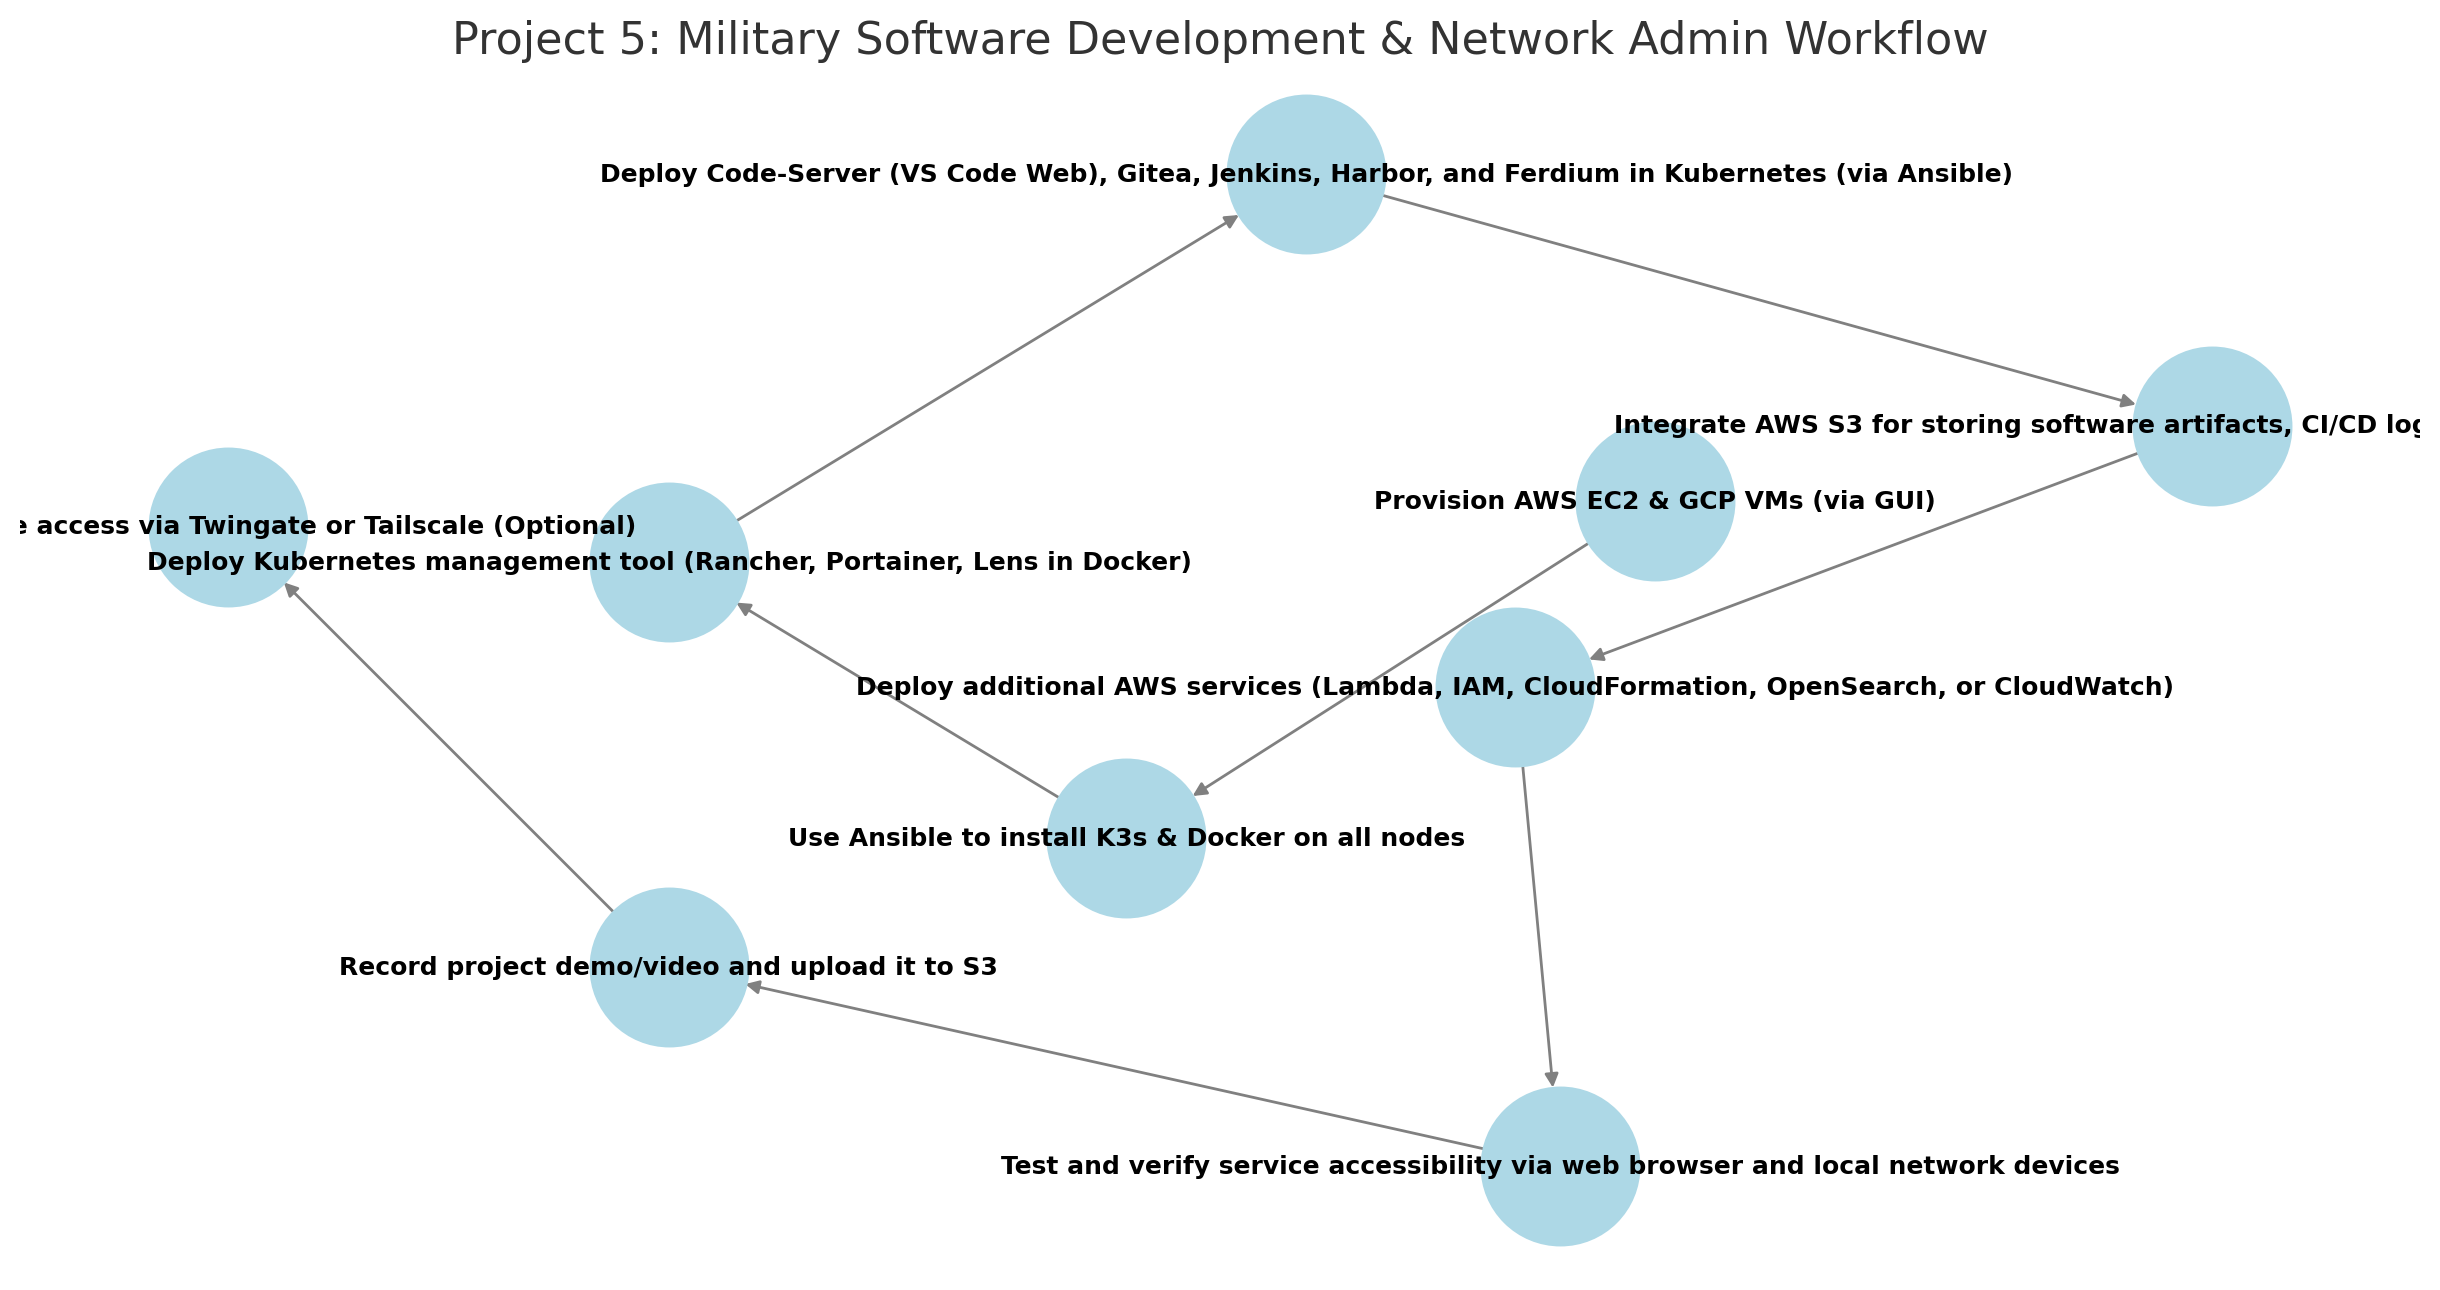 Project 5: Military Software Development & Network Admin Workflow
Deploy Code-Server (VS Code Web), Gitea, Jenkins, Harbor, and Ferdium in Kubernetes (via Ansible)
Integrate AWS S3 for storing software artifacts, CI/CD
Provision AWS EC2 & GCP VMs (via GUI)
access via Twingate or Tailscale (Optional)
Deploy Kubernetes management tool (Rancher, Portainer, Lens in Docker)
Deploy additional AWS services (Lambda, IAM, CloudFormation, OpenSearch, or CloudWatch)
Use Ansible to install K3s & Docker on all nodes
Record project demo/video and upload it to S3
Test and verify service accessibility via web browser and local network devices